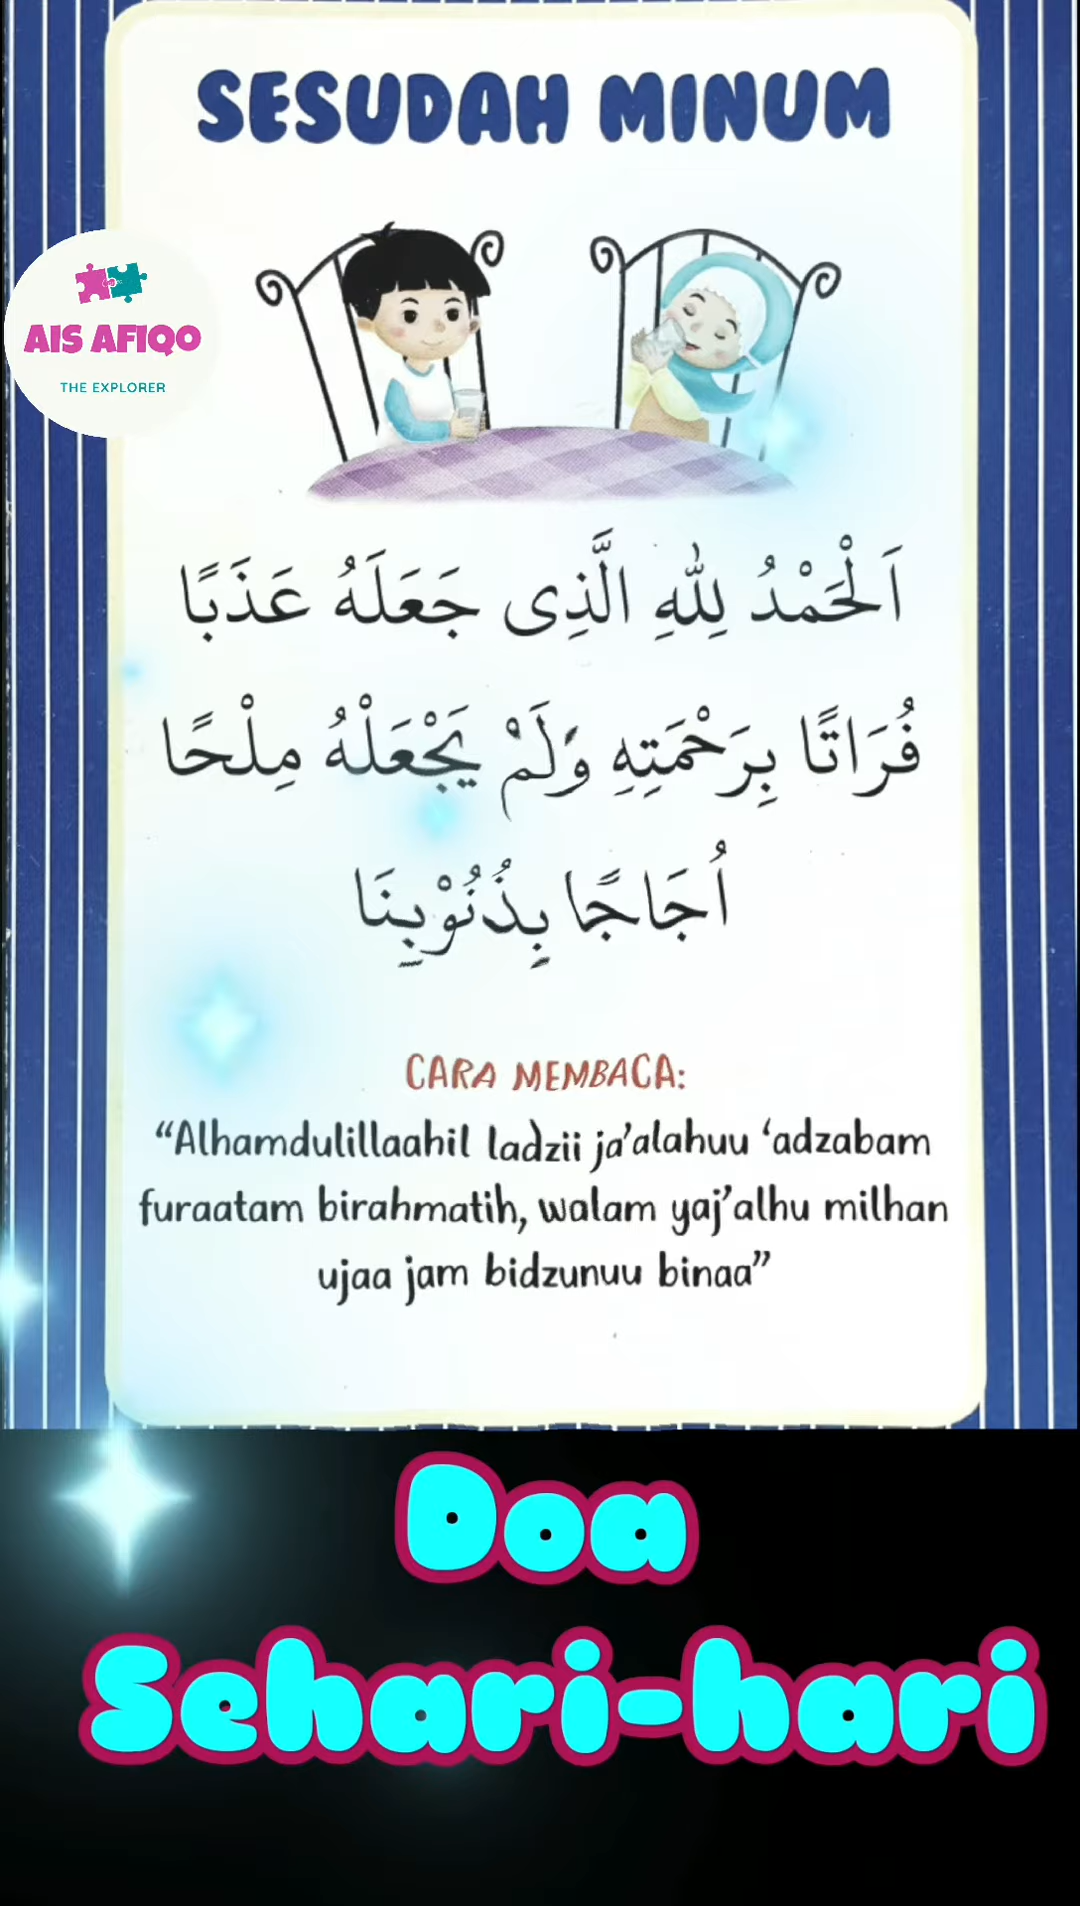 SESUDAH MINUM
AIS AFIQO
THE EXPLORER
اَلْحَمْدُ لِلّٰهِ الَّذِى جَعَلَهُ عَذَبًا
فُرَاتًا بِرَحْمَتِهِ وَلَمْ يَجْعَلْهُ مِلْحًا
اُجَاجًا بِذُنُوْبِنَا
CARA MEMBACA:
“Alhamdulillaahil ladzii ja’alahuu ‘adzabam
furaatam birahmatih, walam yaj’alhu milhan
ujaa jam bidzunuu binaa”
Doa
Sehari-hari